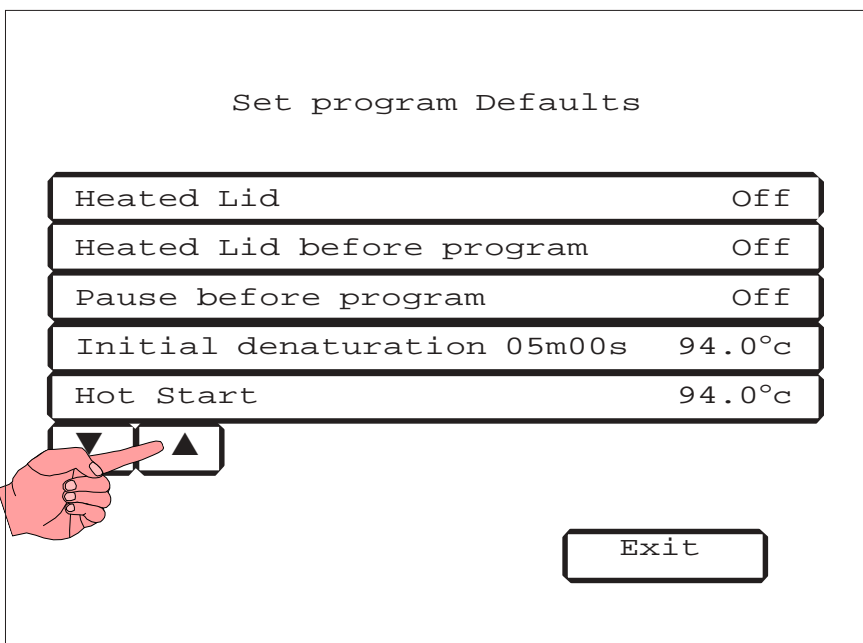 Set program Defaults
Heated Lid Off
Heated Lid before program Off
Pause before program Off
Initial denaturation 05m00s 94.0°c
Hot Start 94.0°c
▼ ▲
Exit